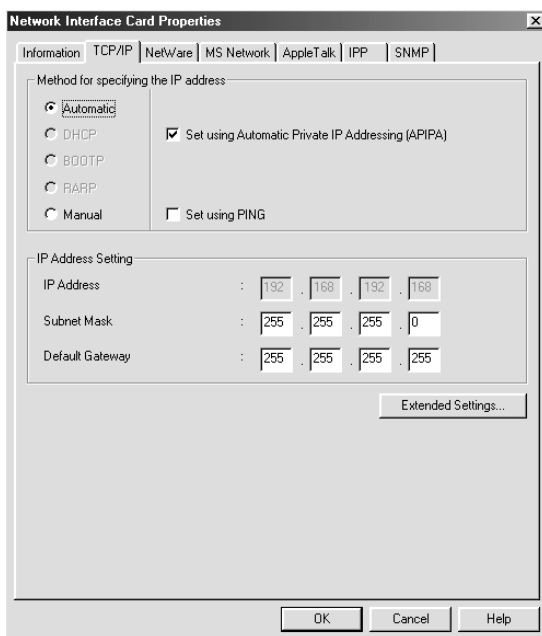 Network Interface Card Properties
Information TCP/IP NetWare MS Network AppleTalk IPP SNMP
Method for specifying the IP address
Automatic
DHCP Set using Automatic Private IP Addressing (APIPA)
BOOTP
RARP
Manual Set using PING
IP Address Setting
IP Address : 192 . 168 . 192 . 168
Subnet Mask : 255 . 255 . 255 . 0
Default Gateway : 255 . 255 . 255 . 255
Extended Settings...
OK Cancel Help